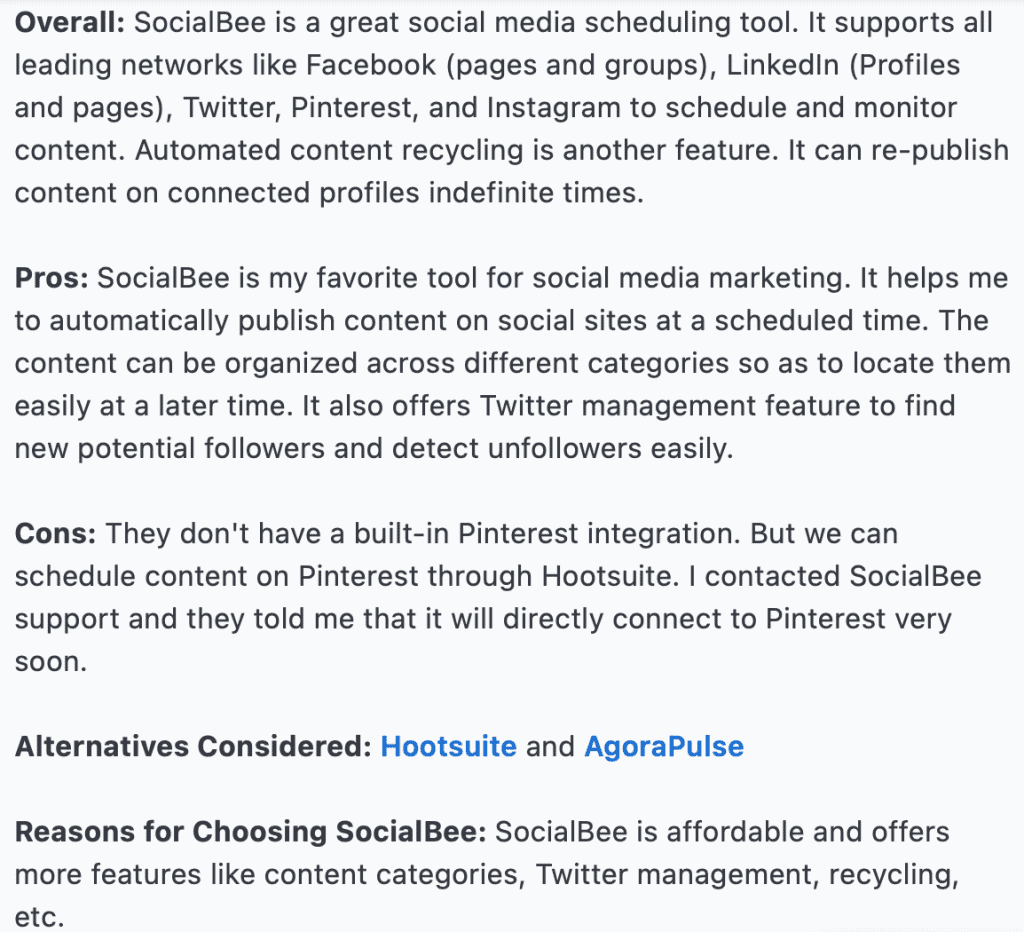 Overall: SocialBee is a great social media scheduling tool. It supports all
leading networks like Facebook (pages and groups), LinkedIn (Profiles
and pages), Twitter, Pinterest, and Instagram to schedule and monitor
content. Automated content recycling is another feature. It can re-publish
content on connected profiles indefinite times.
Pros: SocialBee is my favorite tool for social media marketing. It helps me
to automatically publish content on social sites at a scheduled time. The
content can be organized across different categories so as to locate them
easily at a later time. It also offers Twitter management feature to find
new potential followers and detect unfollowers easily.
Cons: They don't have a built-in Pinterest integration. But we can
schedule content on Pinterest through Hootsuite. I contacted SocialBee
support and they told me that it will directly connect to Pinterest very
soon.
Alternatives Considered: Hootsuite and AgoraPulse
Reasons for Choosing SocialBee: SocialBee is affordable and offers
more features like content categories, Twitter management, recycling,
etc.